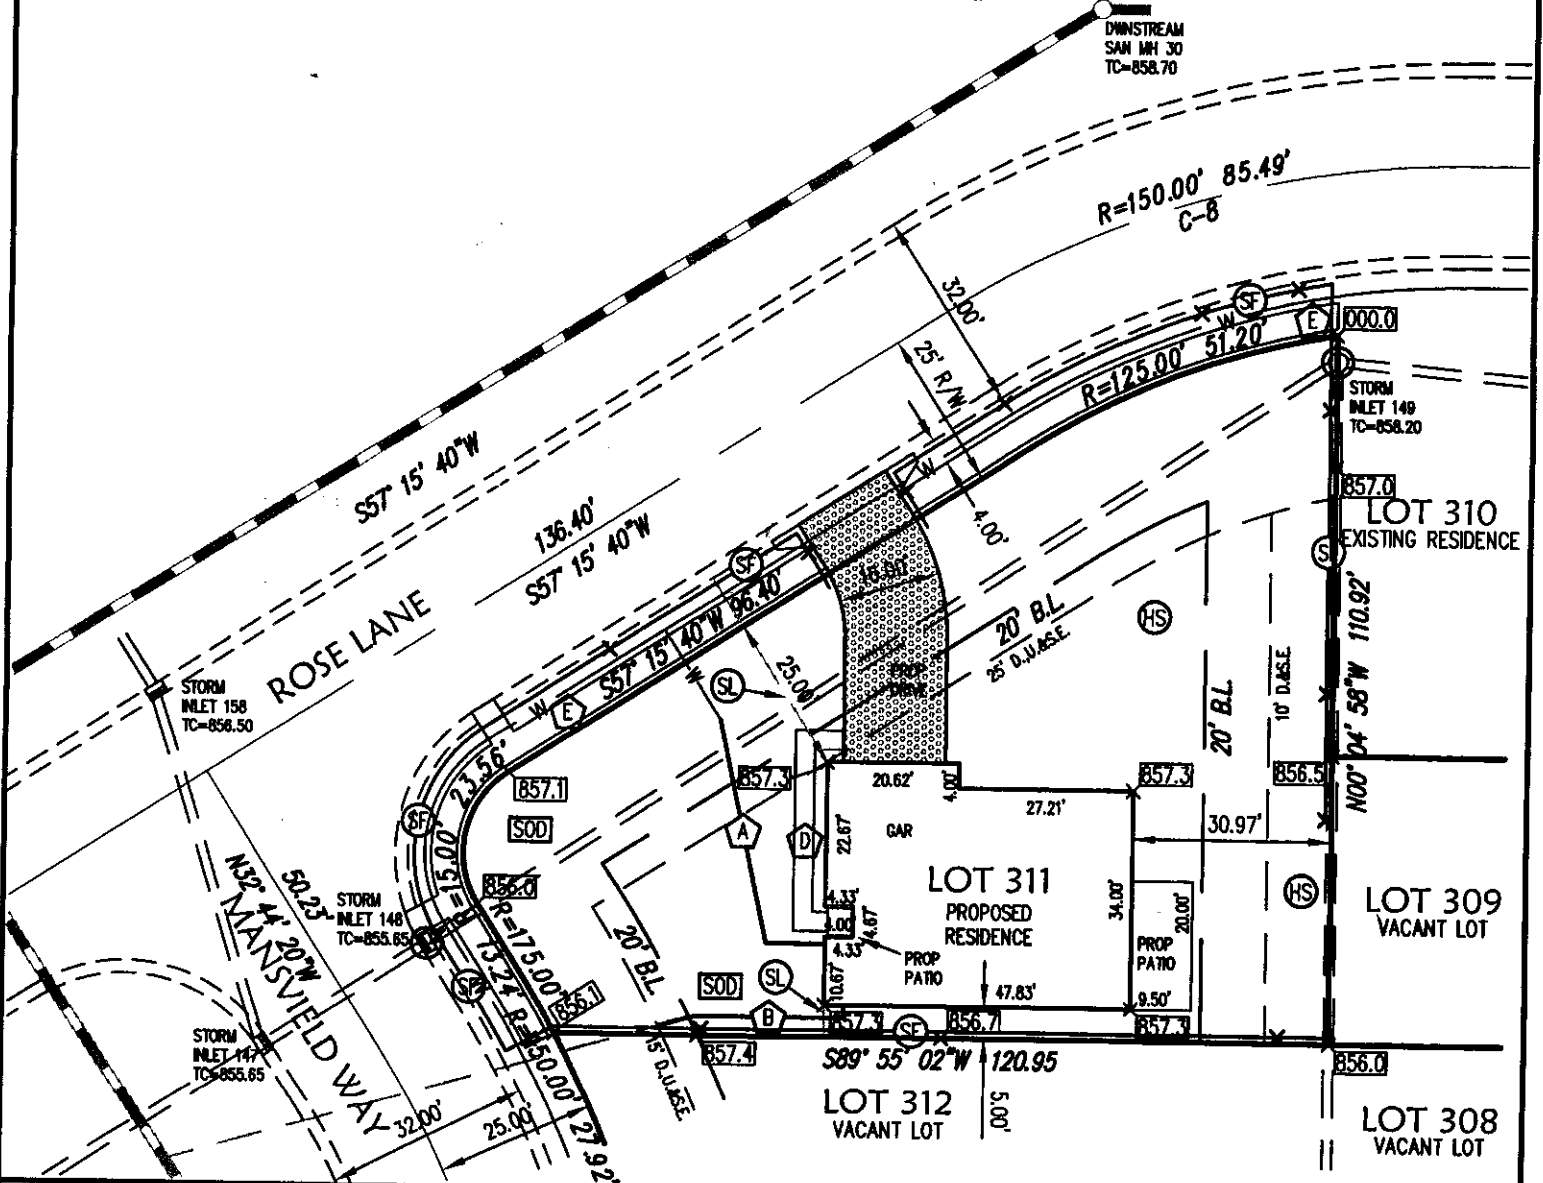 DWNSTREAM
SAN MH 30
TC=858.70
R=150.00' 85.49'
C-8
32.00'
25' R/W
SF
W
E
000.0
R=125.00' 51.20'
STORM
INLET 149
TC=858.20
S57° 15' 40"W
136.40'
S57° 15' 40"W
W
4.00'
857.0
LOT 310
EXISTING RESIDENCE
SF
16.00'
ROSE LANE
S57° 15' 40"W 96.40'
20' B.L.
25' D.,U.&S.E.
HS
N00° 04' 58"W 110.92'
STORM
INLET 158
TC=856.50
W
SL
25.00'
PROP
DRIVE
20' B.L.
10' D.&S.E.
W
E
23.56'
857.1
SOD
857.3
20.62'
4.00'
27.21'
857.3
856.5
SF
A
D
22.67'
GAR
30.97'
R=15.00'
LOT 311
PROPOSED
RESIDENCE
34.00'
HS
LOT 309
VACANT LOT
N32° 44' 20"W
50.23'
STORM
INLET 148
TC=855.65
856.0
R=175.00'
73.24'
4.33'
4.00'
14.67'
4.33'
PROP
PATIO
20.00'
PROP
PATIO
9.50'
MANSVIELD WAY
SF
20' B.L.
SOD
SL
10.67'
47.83'
856.1
B
857.3
SF
856.7
857.3
STORM
INLET 147
TC=855.65
R=350.00' 27.92'
15' D.,U.&S.E.
857.4
S89° 55' 02"W 120.95
856.0
32.00'
25.00'
LOT 312
VACANT LOT
5.00'
LOT 308
VACANT LOT